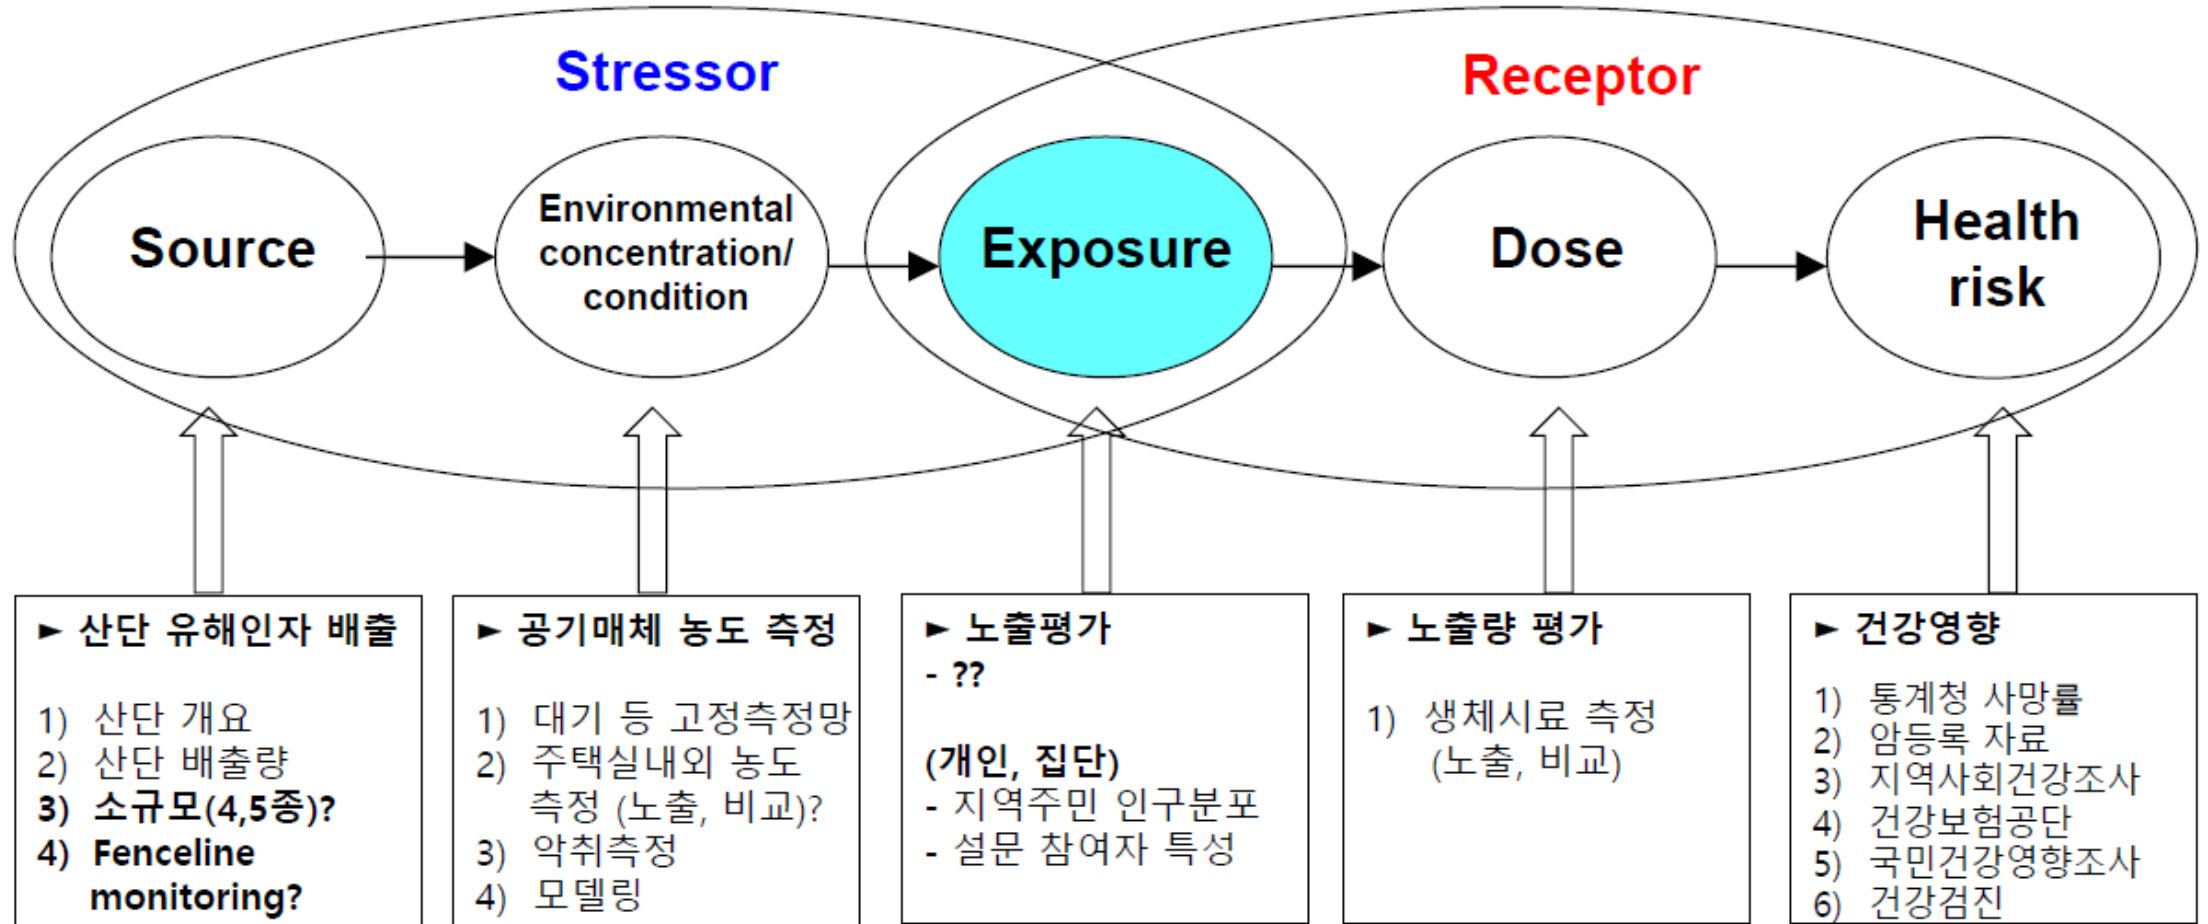 Stressor
Receptor
Source
Environmental
concentration/
condition
Exposure
Dose
Health
risk
► 산단 유해인자 배출
1) 산단 개요
2) 산단 배출량
3) 소규모(4,5종)?
4) Fenceline
monitoring?
► 공기매체 농도 측정
1) 대기 등 고정측정망
2) 주택실내외 농도
측정 (노출, 비교)?
3) 악취측정
4) 모델링
► 노출평가
- ??
(개인, 집단)
- 지역주민 인구분포
- 설문 참여자 특성
► 노출량 평가
1) 생체시료 측정
(노출, 비교)
► 건강영향
1) 통계청 사망률
2) 암등록 자료
3) 지역사회건강조사
4) 건강보험공단
5) 국민건강영향조사
6) 건강검진